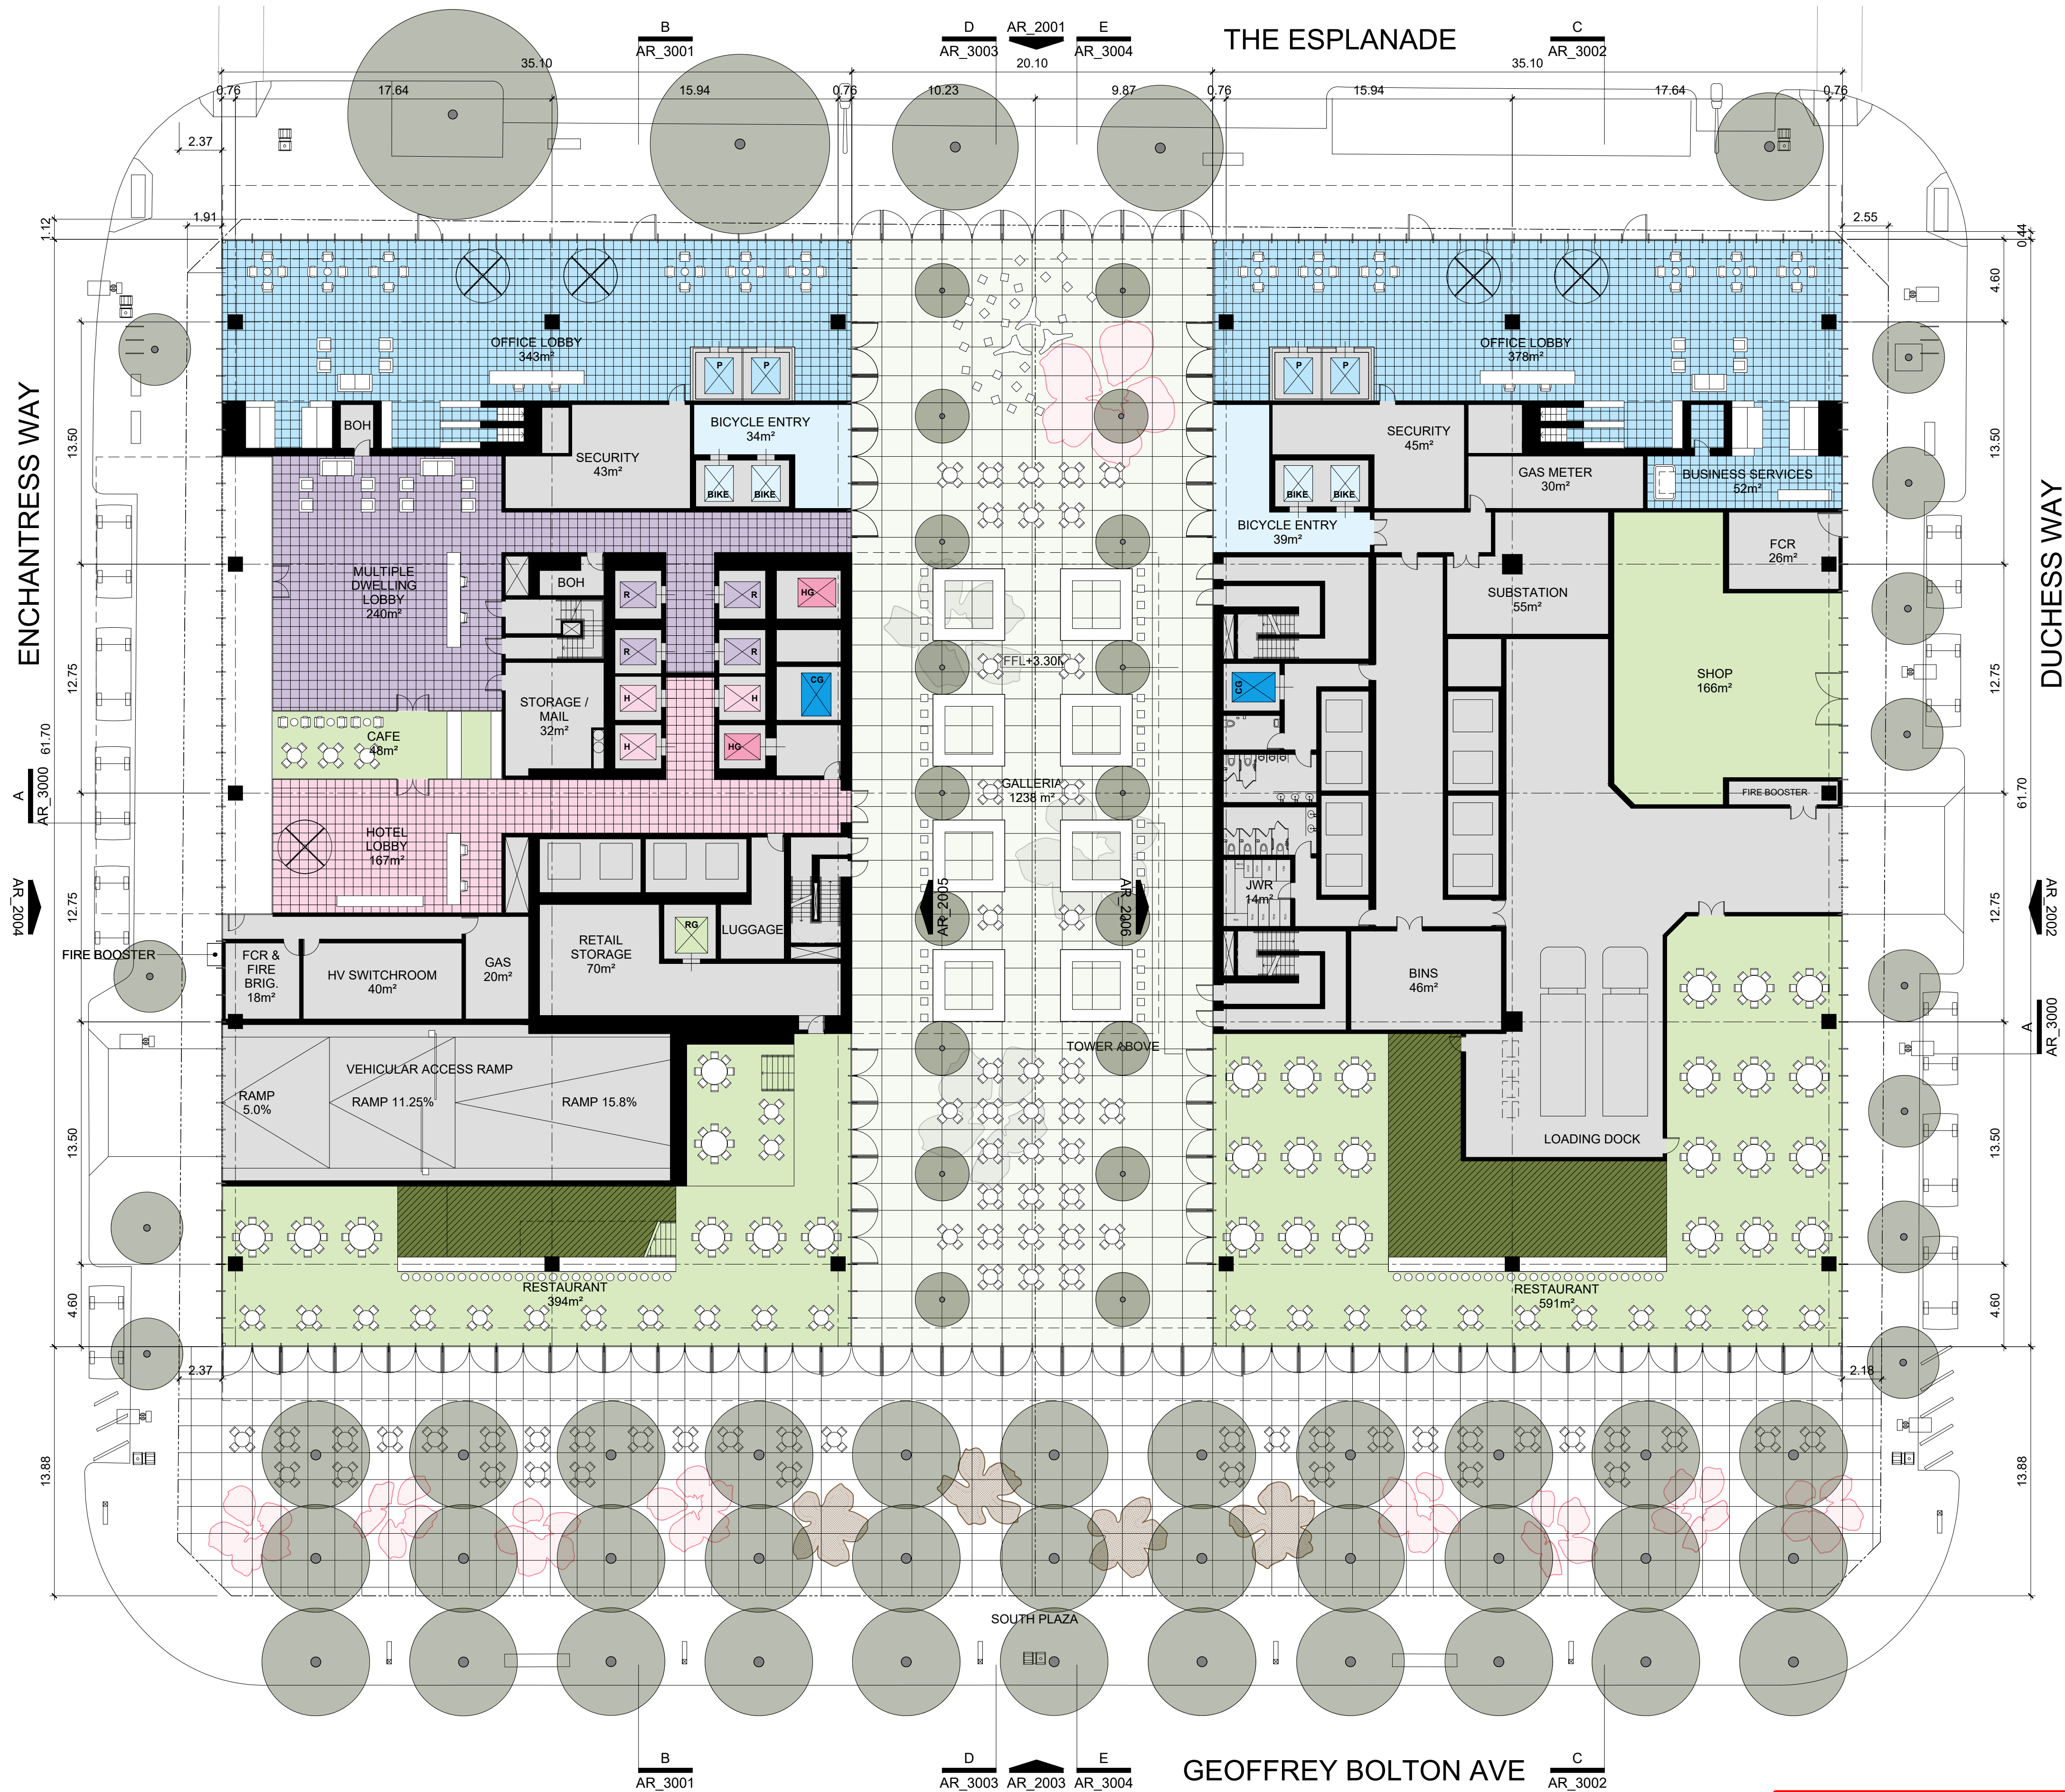 B
AR_3001
D
AR_3003
AR_2001
E
AR_3004
THE ESPLANADE
C
AR_3002
35.10
20.10
35.10
0.76
17.64
15.94
0.76
10.23
9.87
0.76
15.94
17.64
0.76
2.37
1.91
1.12
2.55
0.44
4.60
OFFICE LOBBY
343m²
P
P
P
P
OFFICE LOBBY
378m²
ENCHANTRESS WAY
13.50
BOH
SECURITY
43m²
BICYCLE ENTRY
34m²
BIKE
BIKE
SECURITY
45m²
BIKE
BIKE
GAS METER
30m²
BUSINESS SERVICES
52m²
13.50
DUCHESS WAY
BICYCLE ENTRY
39m²
FCR
26m²
MULTIPLE
DWELLING
LOBBY
240m²
BOH
R
R
HG
SUBSTATION
55m²
R
R
FFL+3.30
12.75
STORAGE /
MAIL
32m²
H
H
CG
CG
SHOP
166m²
12.75
CAFE
48m²
H
HG
61.70
A
AR_3000
GALLERIA
1238 m²
FIRE BOOSTER
61.70
HOTEL
LOBBY
167m²
AR_2004
12.75
AR_2005
AR_2006
JWR
14m²
12.75
AR_2002
FIRE BOOSTER
FCR &
FIRE
BRIG.
18m²
HV SWITCHROOM
40m²
GAS
20m²
RETAIL
STORAGE
70m²
RG
LUGGAGE
BINS
46m²
A
AR_3000
TOWER ABOVE
VEHICULAR ACCESS RAMP
RAMP
5.0%
RAMP 11.25%
RAMP 15.8%
LOADING DOCK
13.50
13.50
RESTAURANT
394m²
RESTAURANT
591m²
4.60
4.60
2.37
2.18
13.88
13.88
SOUTH PLAZA
B
AR_3001
D
AR_3003
AR_2003
E
AR_3004
GEOFFREY BOLTON AVE
C
AR_3002